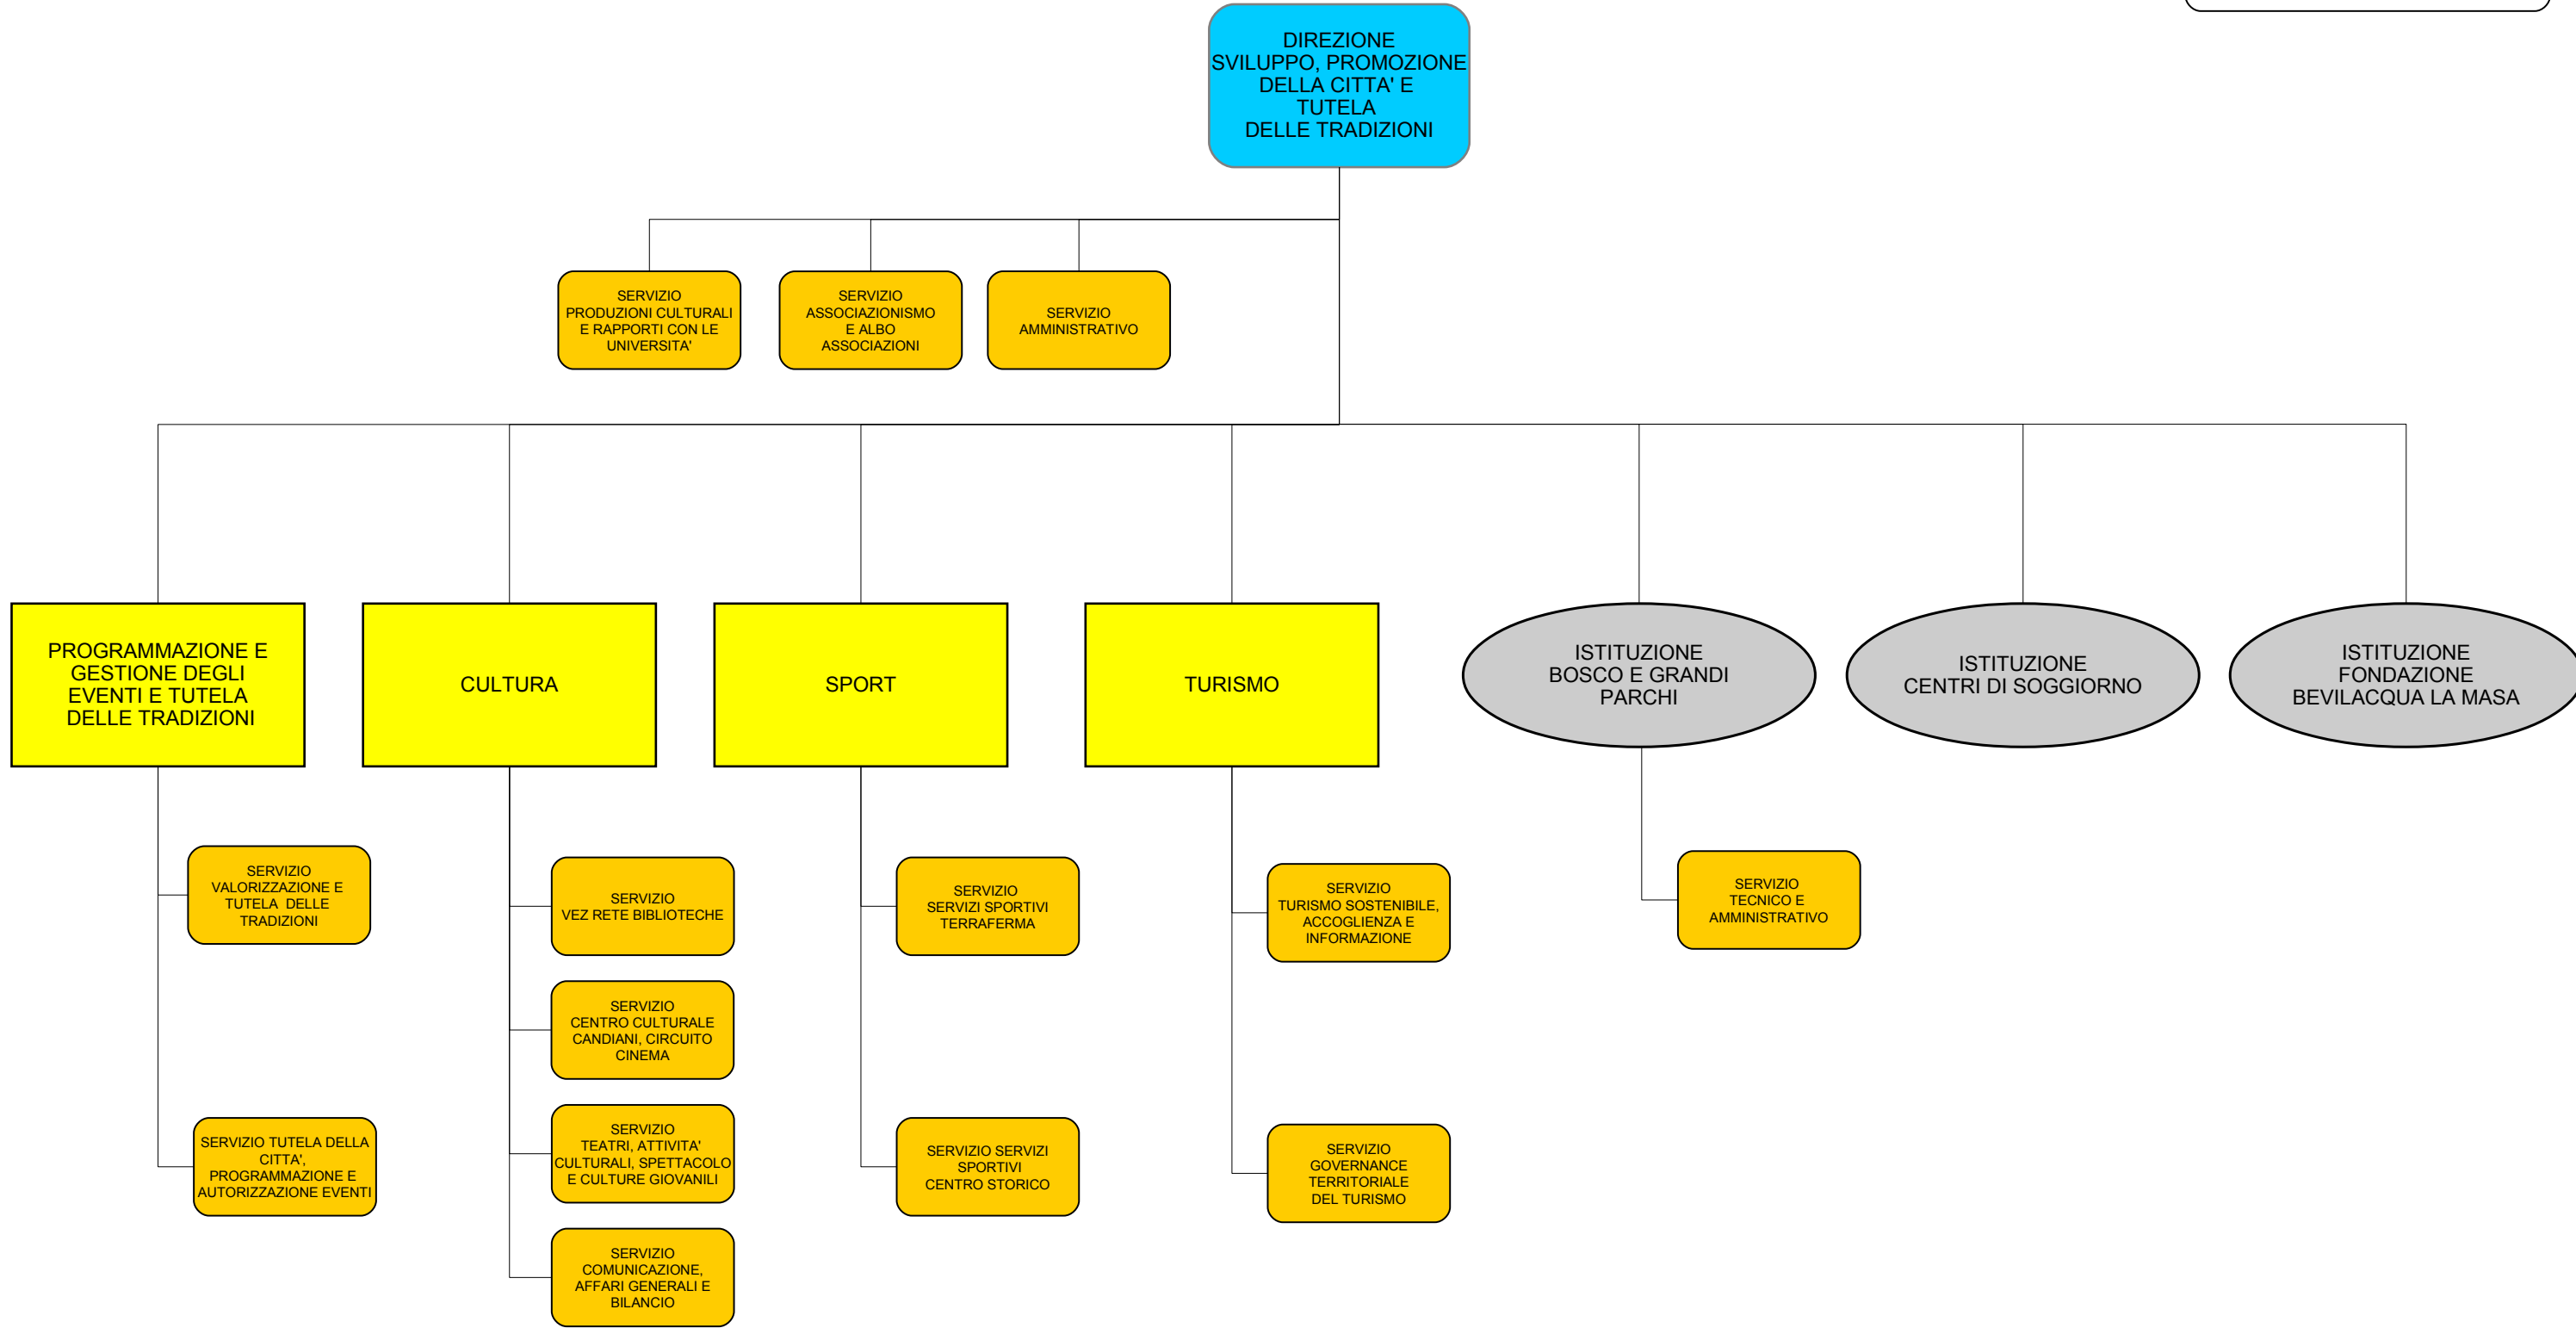 DIREZIONE
SVILUPPO, PROMOZIONE
DELLA CITTA' E
TUTELA
DELLE TRADIZIONI
SERVIZIO
PRODUZIONI CULTURALI
E RAPPORTI CON LE
UNIVERSITA'
SERVIZIO
ASSOCIAZIONISMO
E ALBO
ASSOCIAZIONI
SERVIZIO
AMMINISTRATIVO
PROGRAMMAZIONE E
GESTIONE DEGLI
EVENTI E TUTELA
DELLE TRADIZIONI
CULTURA
SPORT
TURISMO
ISTITUZIONE
BOSCO E GRANDI
PARCHI
ISTITUZIONE
CENTRI DI SOGGIORNO
ISTITUZIONE
FONDAZIONE
BEVILACQUA LA MASA
SERVIZIO
VALORIZZAZIONE E
TUTELA DELLE
TRADIZIONI
SERVIZIO TUTELA DELLA
CITTA',
PROGRAMMAZIONE E
AUTORIZZAZIONE EVENTI
SERVIZIO
VEZ RETE BIBLIOTECHE
SERVIZIO
CENTRO CULTURALE
CANDIANI, CIRCUITO
CINEMA
SERVIZIO
TEATRI, ATTIVITA'
CULTURALI, SPETTACOLO
E CULTURE GIOVANILI
SERVIZIO
COMUNICAZIONE,
AFFARI GENERALI E
BILANCIO
SERVIZIO
SERVIZI SPORTIVI
TERRAFERMA
SERVIZIO SERVIZI
SPORTIVI
CENTRO STORICO
SERVIZIO
TURISMO SOSTENIBILE,
ACCOGLIENZA E
INFORMAZIONE
SERVIZIO
GOVERNANCE
TERRITORIALE
DEL TURISMO
SERVIZIO
TECNICO E
AMMINISTRATIVO